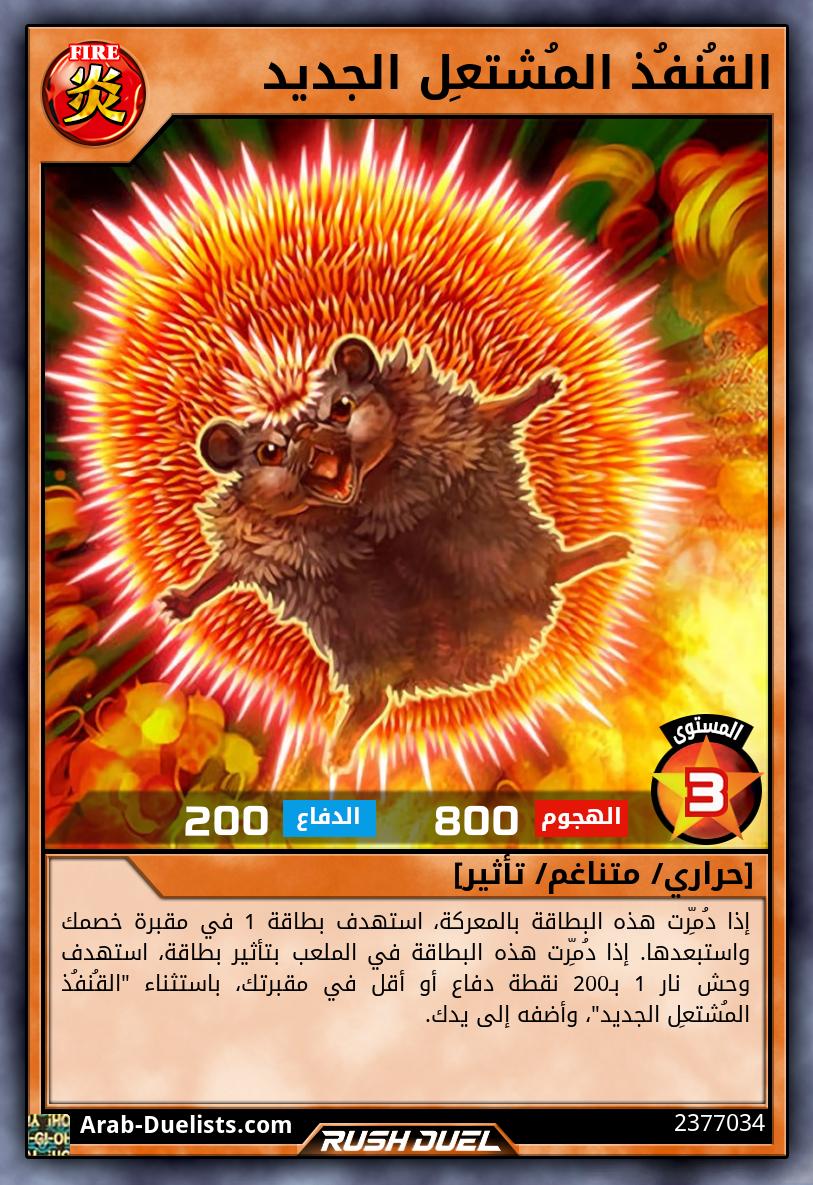 FIRE
炎
القُنفُذ المُشتعِل الجديد
المستوى
3
الهجوم 800 الدفاع 200
[حراري/ متناغم/ تأثير]
إذا دُمِّرت هذه البطاقة بالمعركة، استهدف بطاقة 1 في مقبرة خصمك
واستبعدها. إذا دُمِّرت هذه البطاقة في الملعب بتأثير بطاقة، استهدف
وحش نار 1 بـ200 نقطة دفاع أو أقل في مقبرتك، باستثناء "القُنفُذ
المُشتعِل الجديد"، وأضفه إلى يدك.
Arab-Duelists.com
RUSH DUEL
2377034